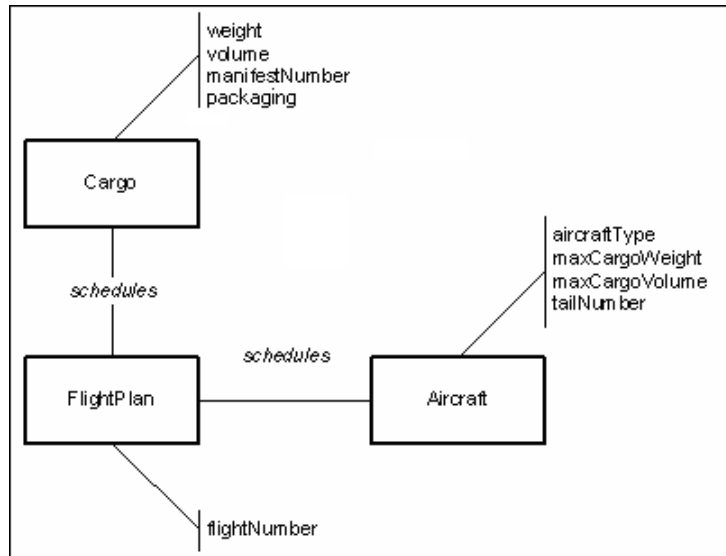 weight
volume
manifestNumber
packaging
Cargo
aircraftType
maxCargoWeight
maxCargoVolume
tailNumber
schedules
schedules
FlightPlan
Aircraft
flightNumber